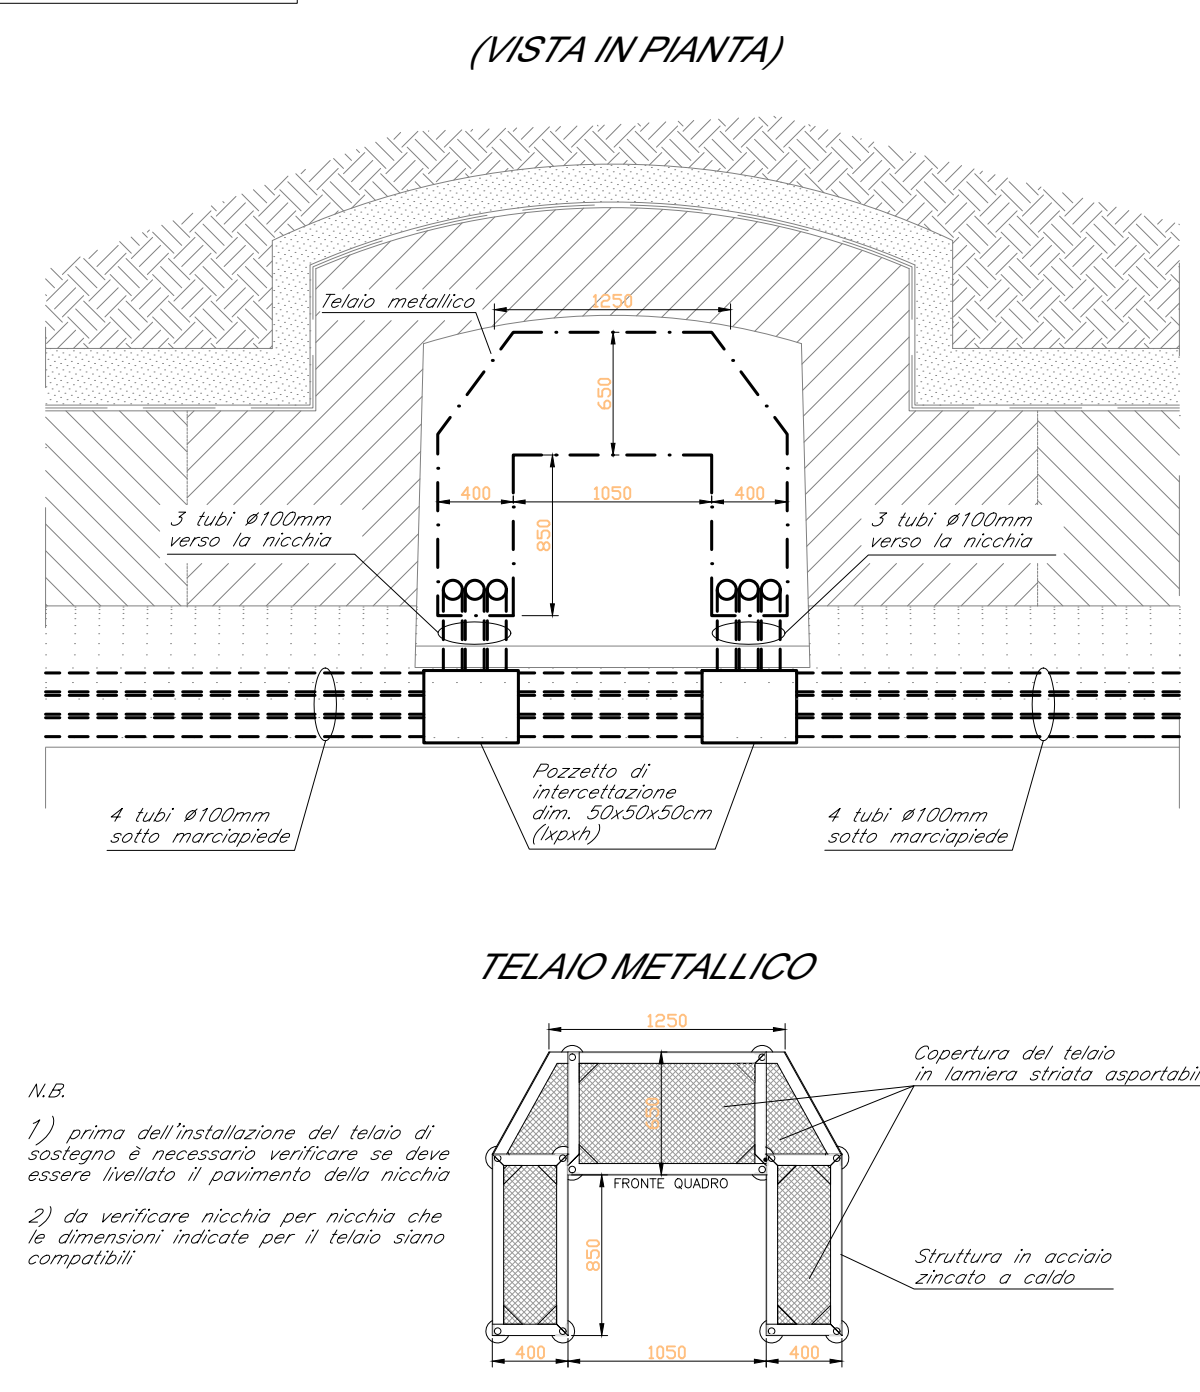 (VISTA IN PIANTA)
Telaio metallico
1250
650
400
1050
400
850
3 tubi ø100mm
verso la nicchia
3 tubi ø100mm
verso la nicchia
Pozzetto di
intercettazione
dim. 50x50x50cm
(lxpxh)
4 tubi ø100mm
sotto marciapiede
4 tubi ø100mm
sotto marciapiede
TELAIO METALLICO
1250
Copertura del telaio
in lamiera striata asportabil
N.B.
1) prima dell'installazione del telaio di
sostegno è necessario verificare se deve
essere livellato il pavimento della nicchia
2) da verificare nicchia per nicchia che
le dimensioni indicate per il telaio siano
compatibili
650
FRONTE QUADRO
850
Struttura in acciaio
zincato a caldo
400
1050
400